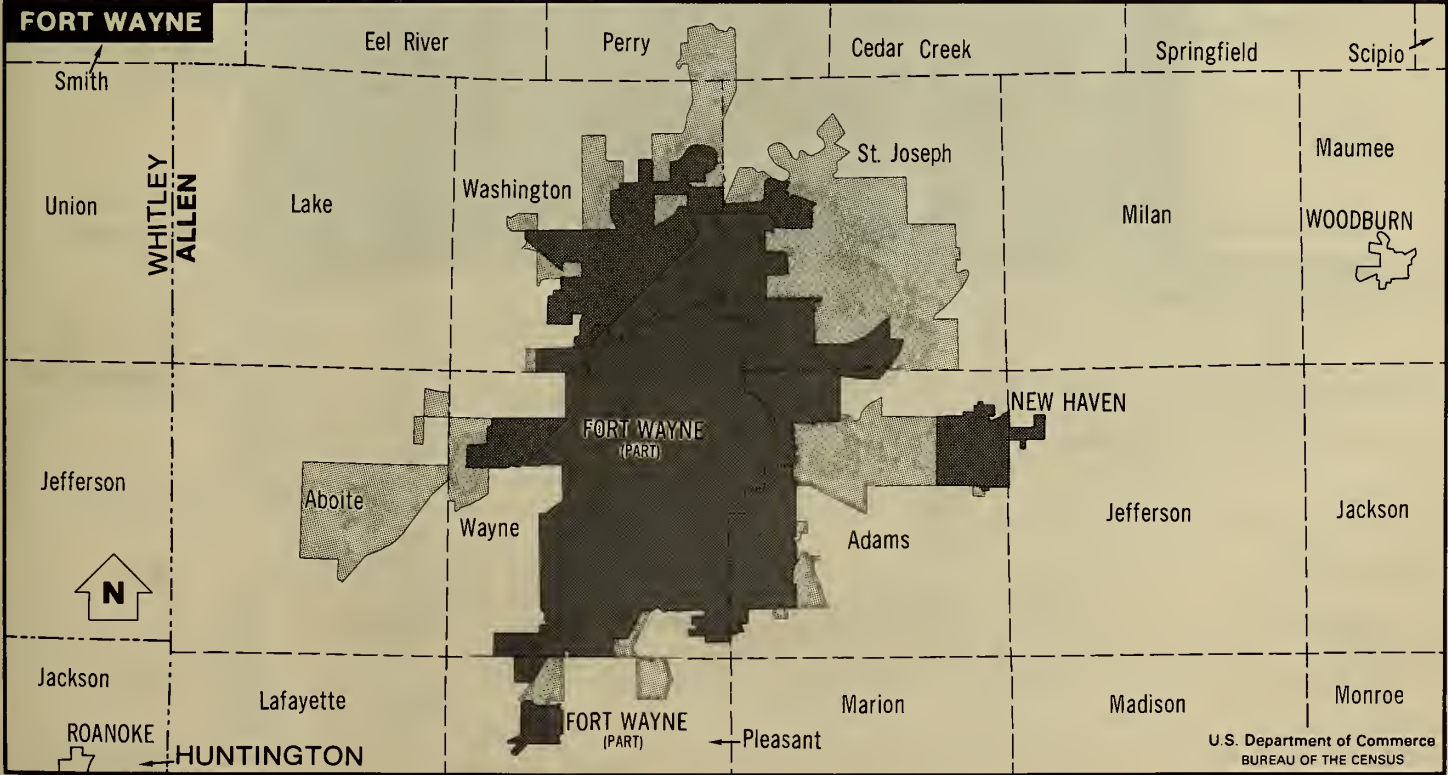 FORT WAYNE
Smith
Eel River
Perry
Cedar Creek
Springfield
Scipio
Union
WHITLEY
ALLEN
Lake
Washington
St. Joseph
Milan
Maumee
WOODBURN
Jefferson
Aboite
Wayne
FORT WAYNE
(PART)
NEW HAVEN
Adams
Jefferson
Jackson
N
Jackson
ROANOKE
HUNTINGTON
Lafayette
FORT WAYNE
(PART)
Pleasant
Marion
Madison
Monroe
U.S. Department of Commerce
BUREAU OF THE CENSUS